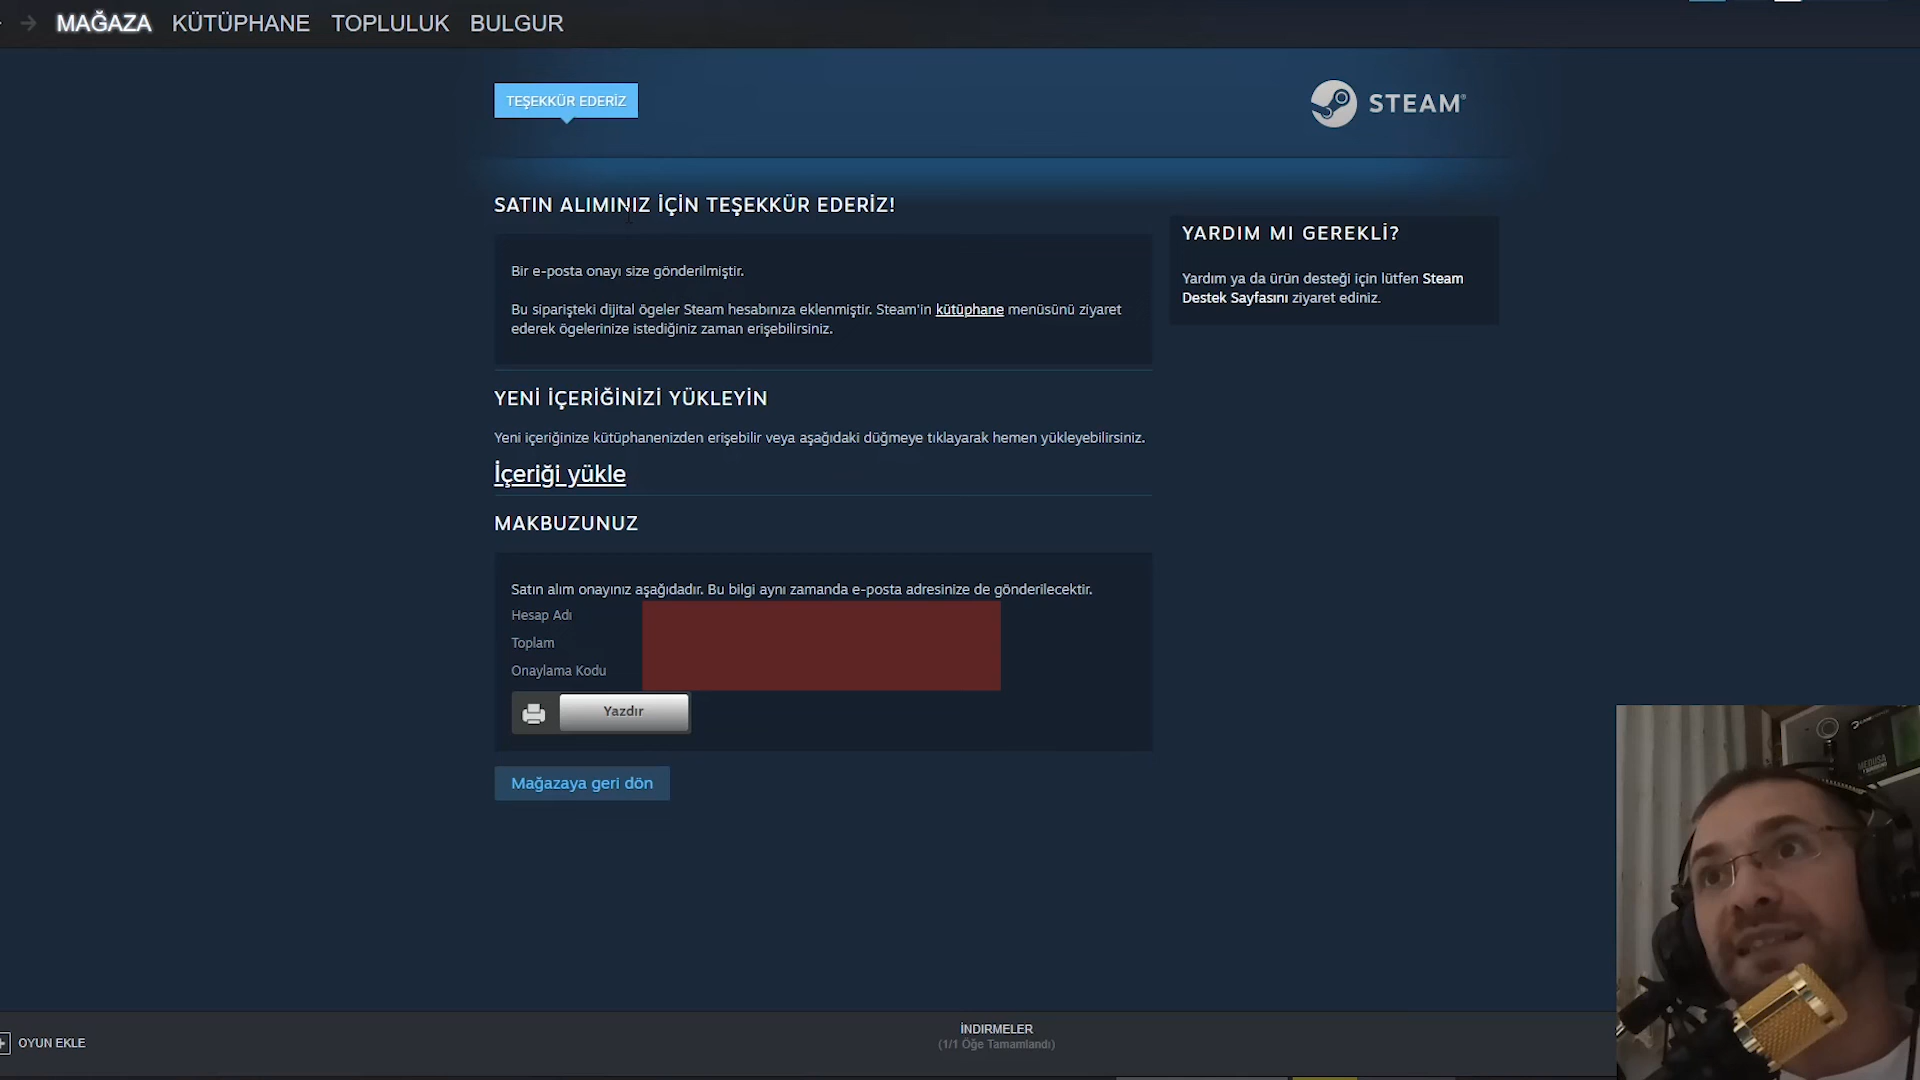 MAĞAZA KÜTÜPHANE TOPLULUK BULGUR
TEŞEKKÜR EDERİZ
STEAM®
SATIN ALIMINIZ İÇİN TEŞEKKÜR EDERİZ!
Bir e-posta onayı size gönderilmiştir.
Bu siparişteki dijital ögeler Steam hesabınıza eklenmiştir. Steam'in kütüphane menüsünü ziyaret
ederek ögelerinize istediğiniz zaman erişebilirsiniz.
YARDIM MI GEREKLİ?
Yardım ya da ürün desteği için lütfen Steam
Destek Sayfasını ziyaret ediniz.
YENİ İÇERİĞİNİZİ YÜKLEYİN
Yeni içeriğinize kütüphanenizden erişebilir veya aşağıdaki düğmeye tıklayarak hemen yükleyebilirsiniz.
İçeriği yükle
MAKBUZUNUZ
Satın alım onayınız aşağıdadır. Bu bilgi aynı zamanda e-posta adresinize de gönderilecektir.
Hesap Adı
Toplam
Onaylama Kodu
Yazdır
Mağazaya geri dön
MEDUSA
OYUN EKLE
İNDİRMELER
(1/1 Öğe Tamamlandı)